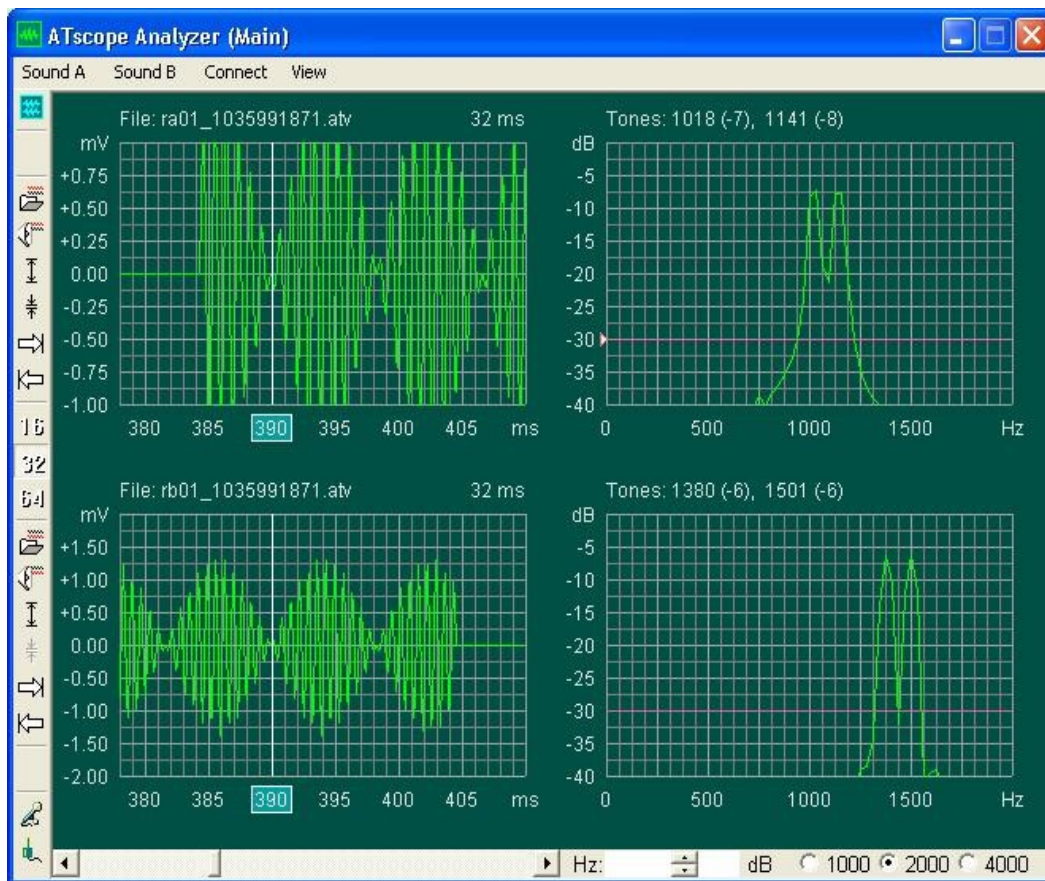 ATscope Analyzer (Main)
Sound A Sound B Connect View
File: ra01_1035991871.atv 32 ms
mV
+0.75
+0.50
+0.25
0.00
-0.25
-0.50
-0.75
-1.00
380 385 390 395 400 405 ms
Tones: 1018 (-7), 1141 (-8)
dB
-5
-10
-15
-20
-30
-35
-40
0 500 1000 1500 Hz
16
32
64
File: rb01_1035991871.atv 32 ms
mV
+1.50
+1.00
+0.50
0.00
-0.50
-1.00
-1.50
-2.00
380 385 390 395 400 405 ms
Tones: 1380 (-6), 1501 (-6)
dB
-5
-10
-15
-20
-30
-35
-40
0 500 1000 1500 Hz
Hz: dB 1000 2000 4000